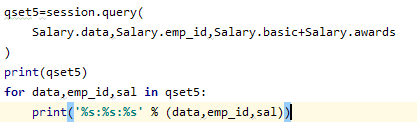 qset5=session.query(
    Salary.data,Salary.emp_id,Salary.basic+Salary.awards
)
print(qset5)
for data,emp_id,sal in qset5:
    print('%s:%s:%s' % (data,emp_id,sal))